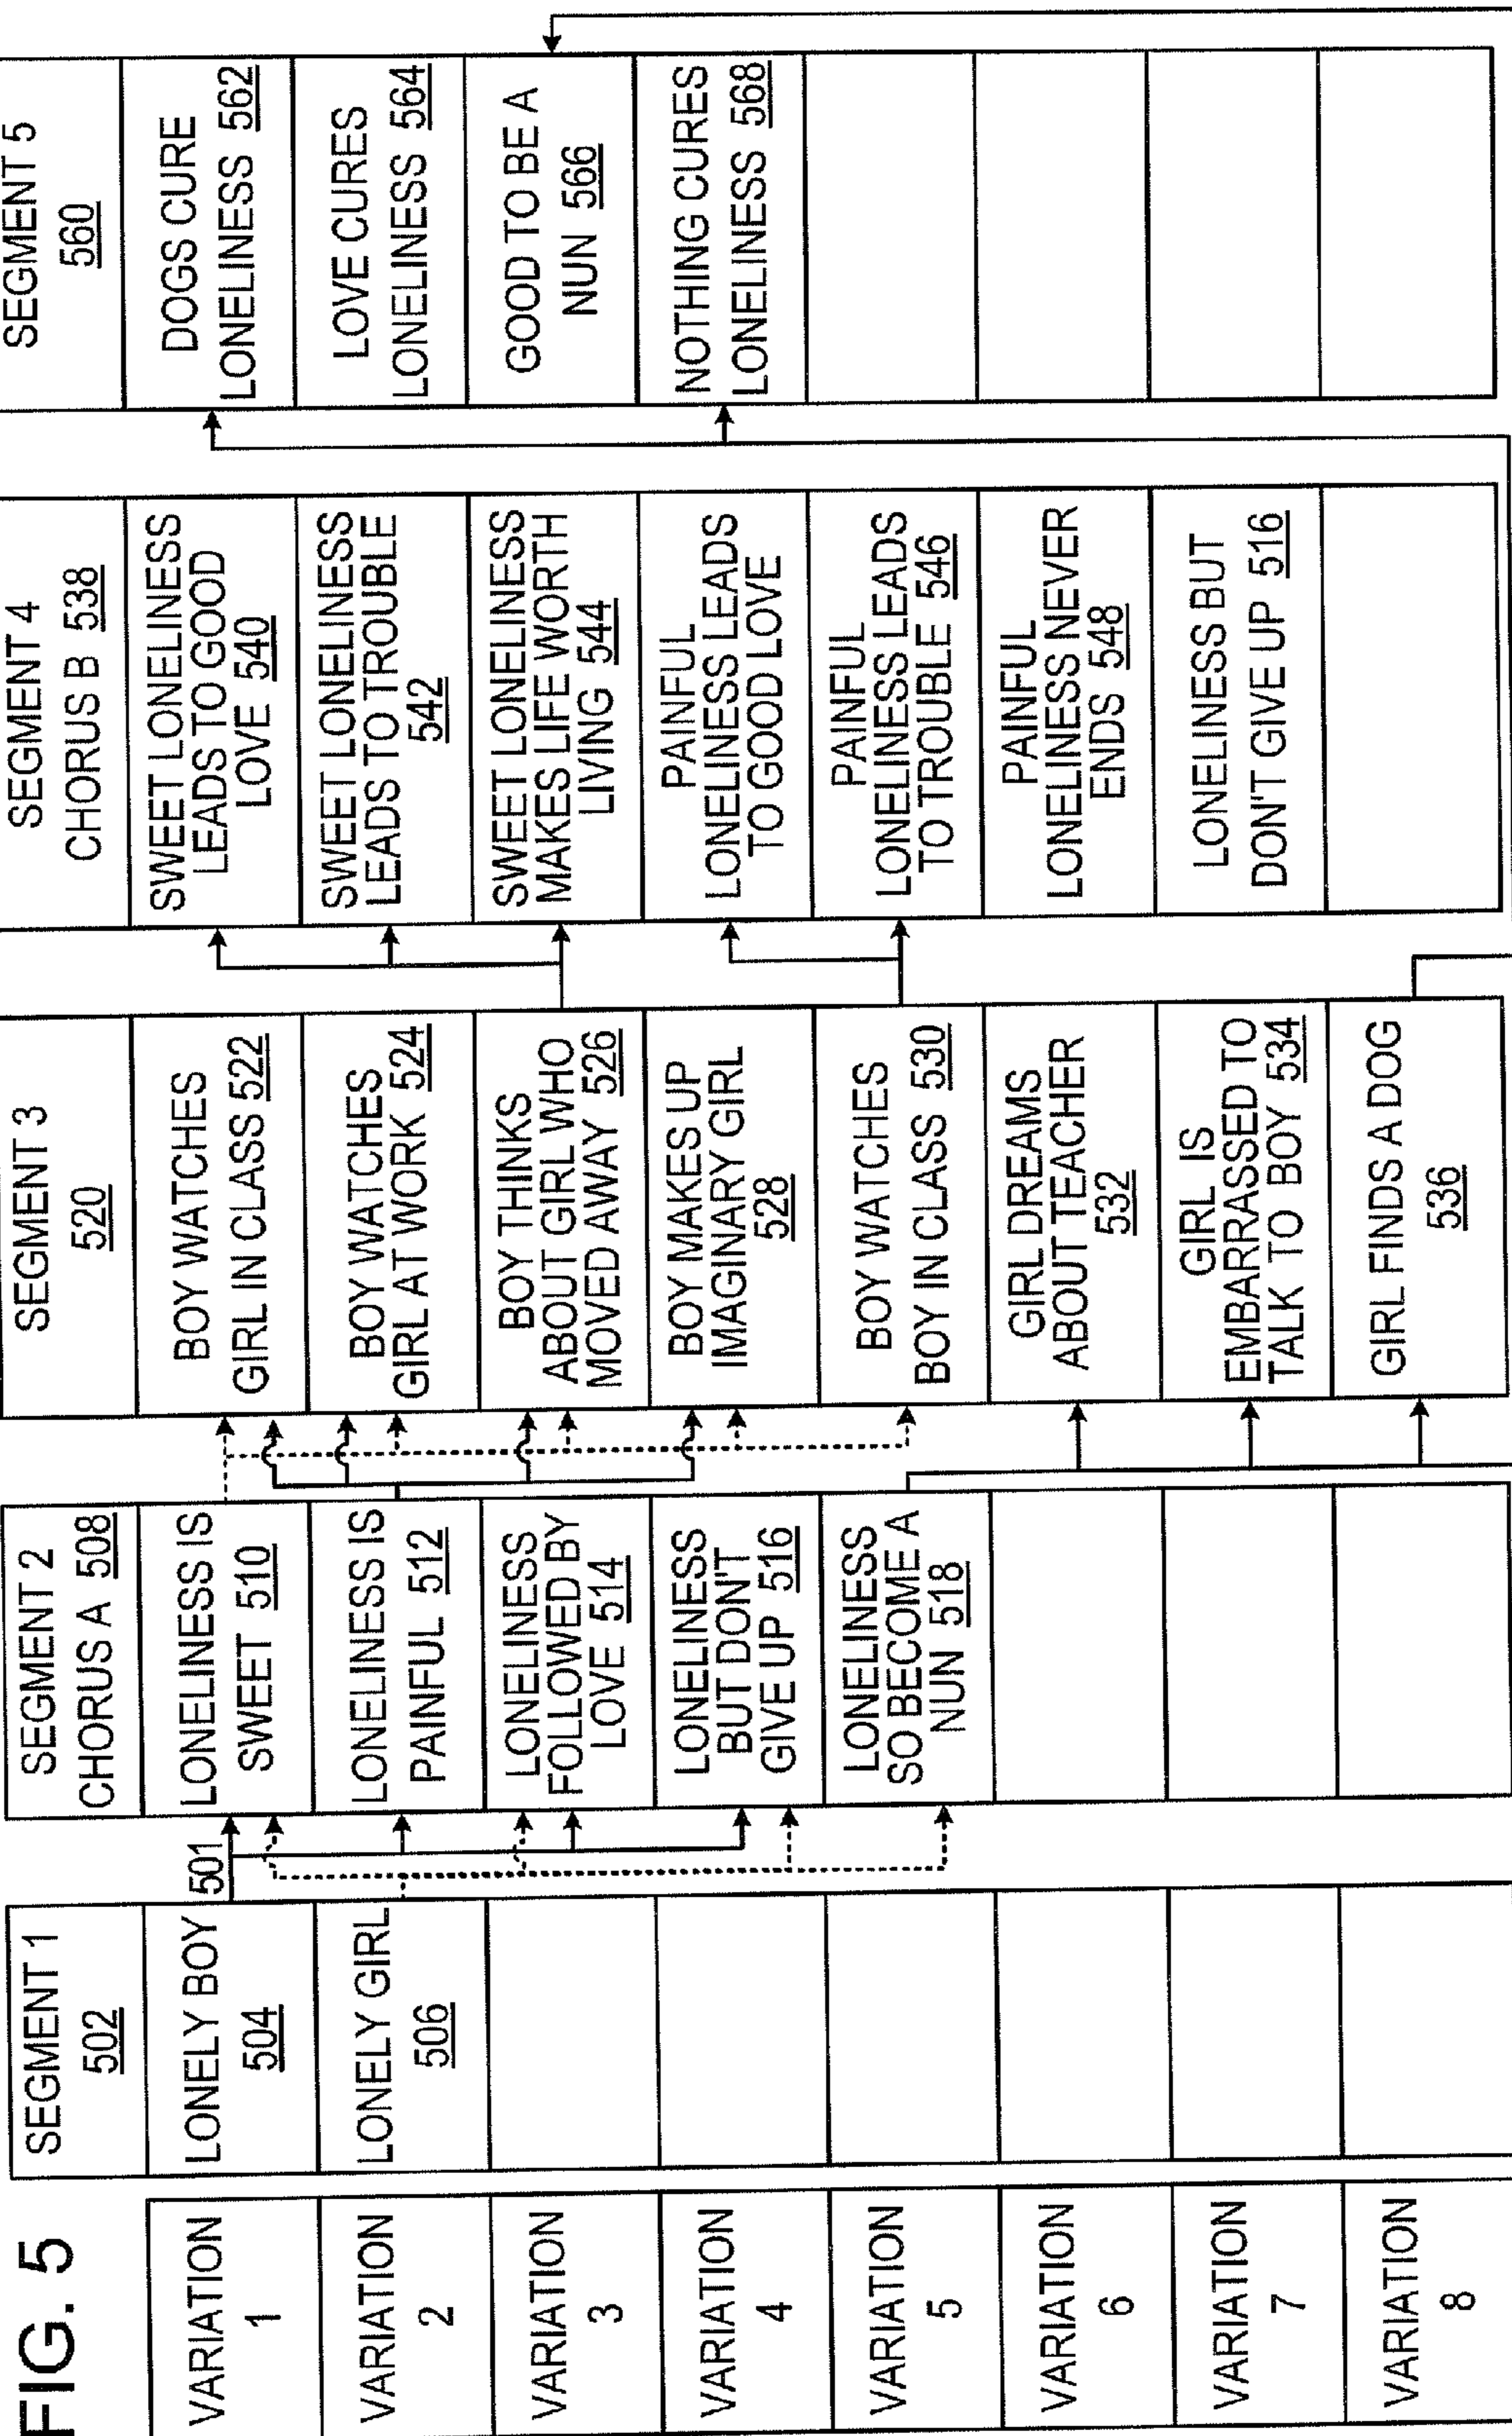 FIG. 5
VARIATION
1
VARIATION
2
VARIATION
3
VARIATION
4
VARIATION
5
VARIATION
6
VARIATION
7
VARIATION
8
SEGMENT 1
502
LONELY BOY
504
LONELY GIRL
506
501
SEGMENT 2
CHORUS A 508
LONELINESS IS
SWEET 510
LONELINESS IS
PAINFUL 512
LONELINESS
FOLLOWED BY
LOVE 514
LONELINESS
BUT DON'T
GIVE UP 516
LONELINESS
SO BECOME A
NUN 518
SEGMENT 3
520
BOY WATCHES
GIRL IN CLASS 522
BOY WATCHES
GIRL AT WORK 524
BOY THINKS
ABOUT GIRL WHO
MOVED AWAY 526
BOY MAKES UP
IMAGINARY GIRL
528
BOY WATCHES
BOY IN CLASS 530
GIRL DREAMS
ABOUT TEACHER
532
GIRL IS
EMBARRASSED TO
TALK TO BOY 534
GIRL FINDS A DOG
536
SEGMENT 4
CHORUS B 538
SWEET LONELINESS
LEADS TO GOOD
LOVE 540
SWEET LONELINESS
LEADS TO TROUBLE
542
SWEET LONELINESS
MAKES LIFE WORTH
LIVING 544
PAINFUL
LONELINESS LEADS
TO GOOD LOVE
PAINFUL
LONELINESS LEADS
TO TROUBLE 546
PAINFUL
LONELINESS NEVER
ENDS 548
LONELINESS BUT
DON'T GIVE UP 516
SEGMENT 5
560
DOGS CURE
LONELINESS 562
LOVE CURES
LONELINESS 564
GOOD TO BE A
NUN 566
NOTHING CURES
LONELINESS 568